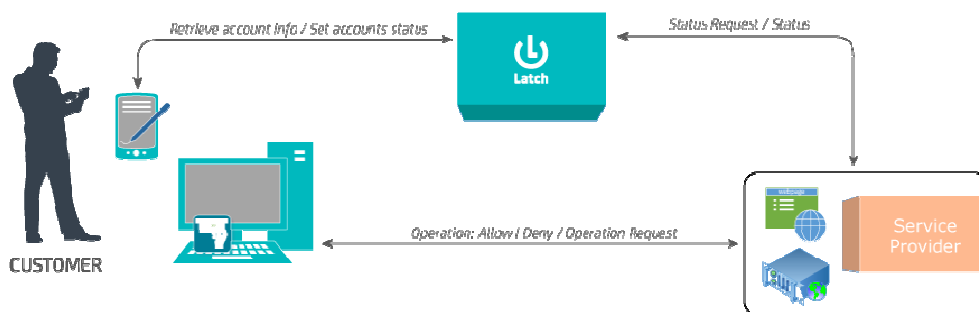 Retrieve account info / Set accounts status
Status Request / Status
Latch
Service
Provider
Operation: Allow / Deny / Operation Request
CUSTOMER